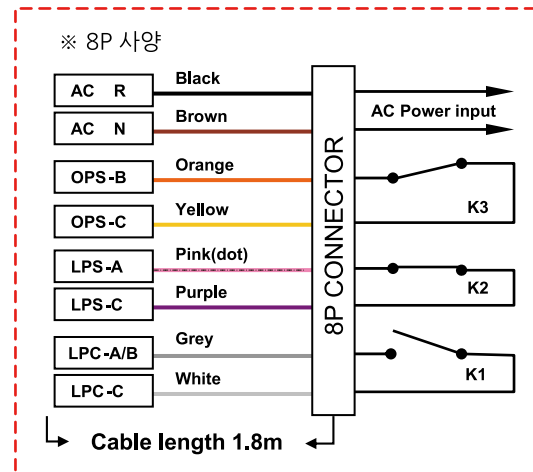 ※ 8P 사양
AC R Black
AC N Brown
AC Power input
OPS-B Orange
OPS-C Yellow
K3
LPS-A Pink(dot)
LPS-C Purple
K2
LPC-A/B Grey
LPC-C White
K1
8P CONNECTOR
Cable length 1.8m